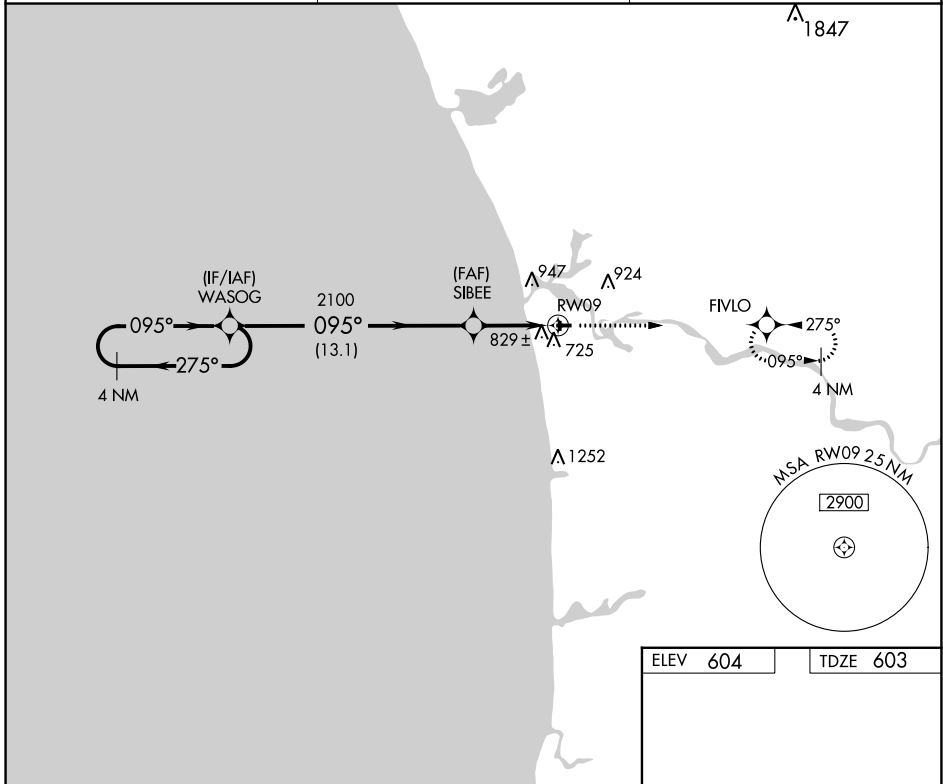 1847
(IF/IAF)
WASOG
2100
095°
095°
(13.1)
275°
4 NM
(FAF)
SIBEE
947
924
RW09
829 ±
725
FIVLO
275°
095°
4 NM
1252
MSA RW09 25 NM
2900
ELEV 604
TDZE 603